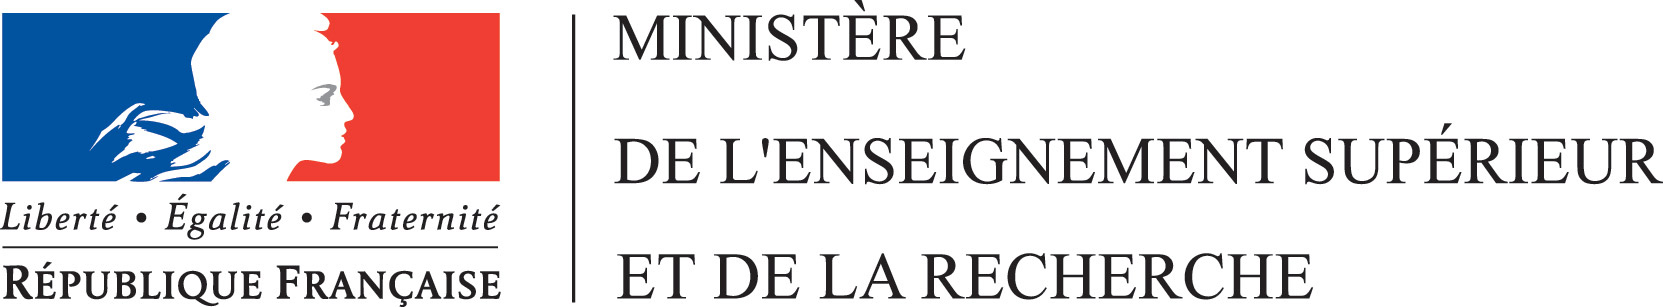 Liberté • Égalité • Fraternité
RÉPUBLIQUE FRANÇAISE
MINISTÈRE
DE L'ENSEIGNEMENT SUPÉRIEUR
ET DE LA RECHERCHE